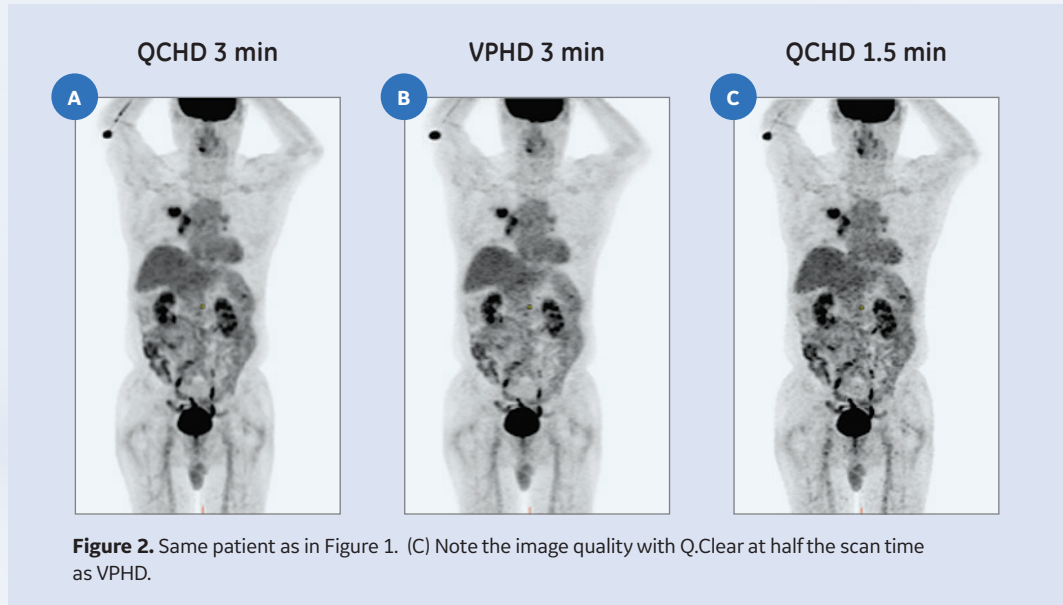 QCHD 3 min
VPHD 3 min
QCHD 1.5 min
A
B
C
Figure 2. Same patient as in Figure 1. (C) Note the image quality with Q.Clear at half the scan time
as VPHD.